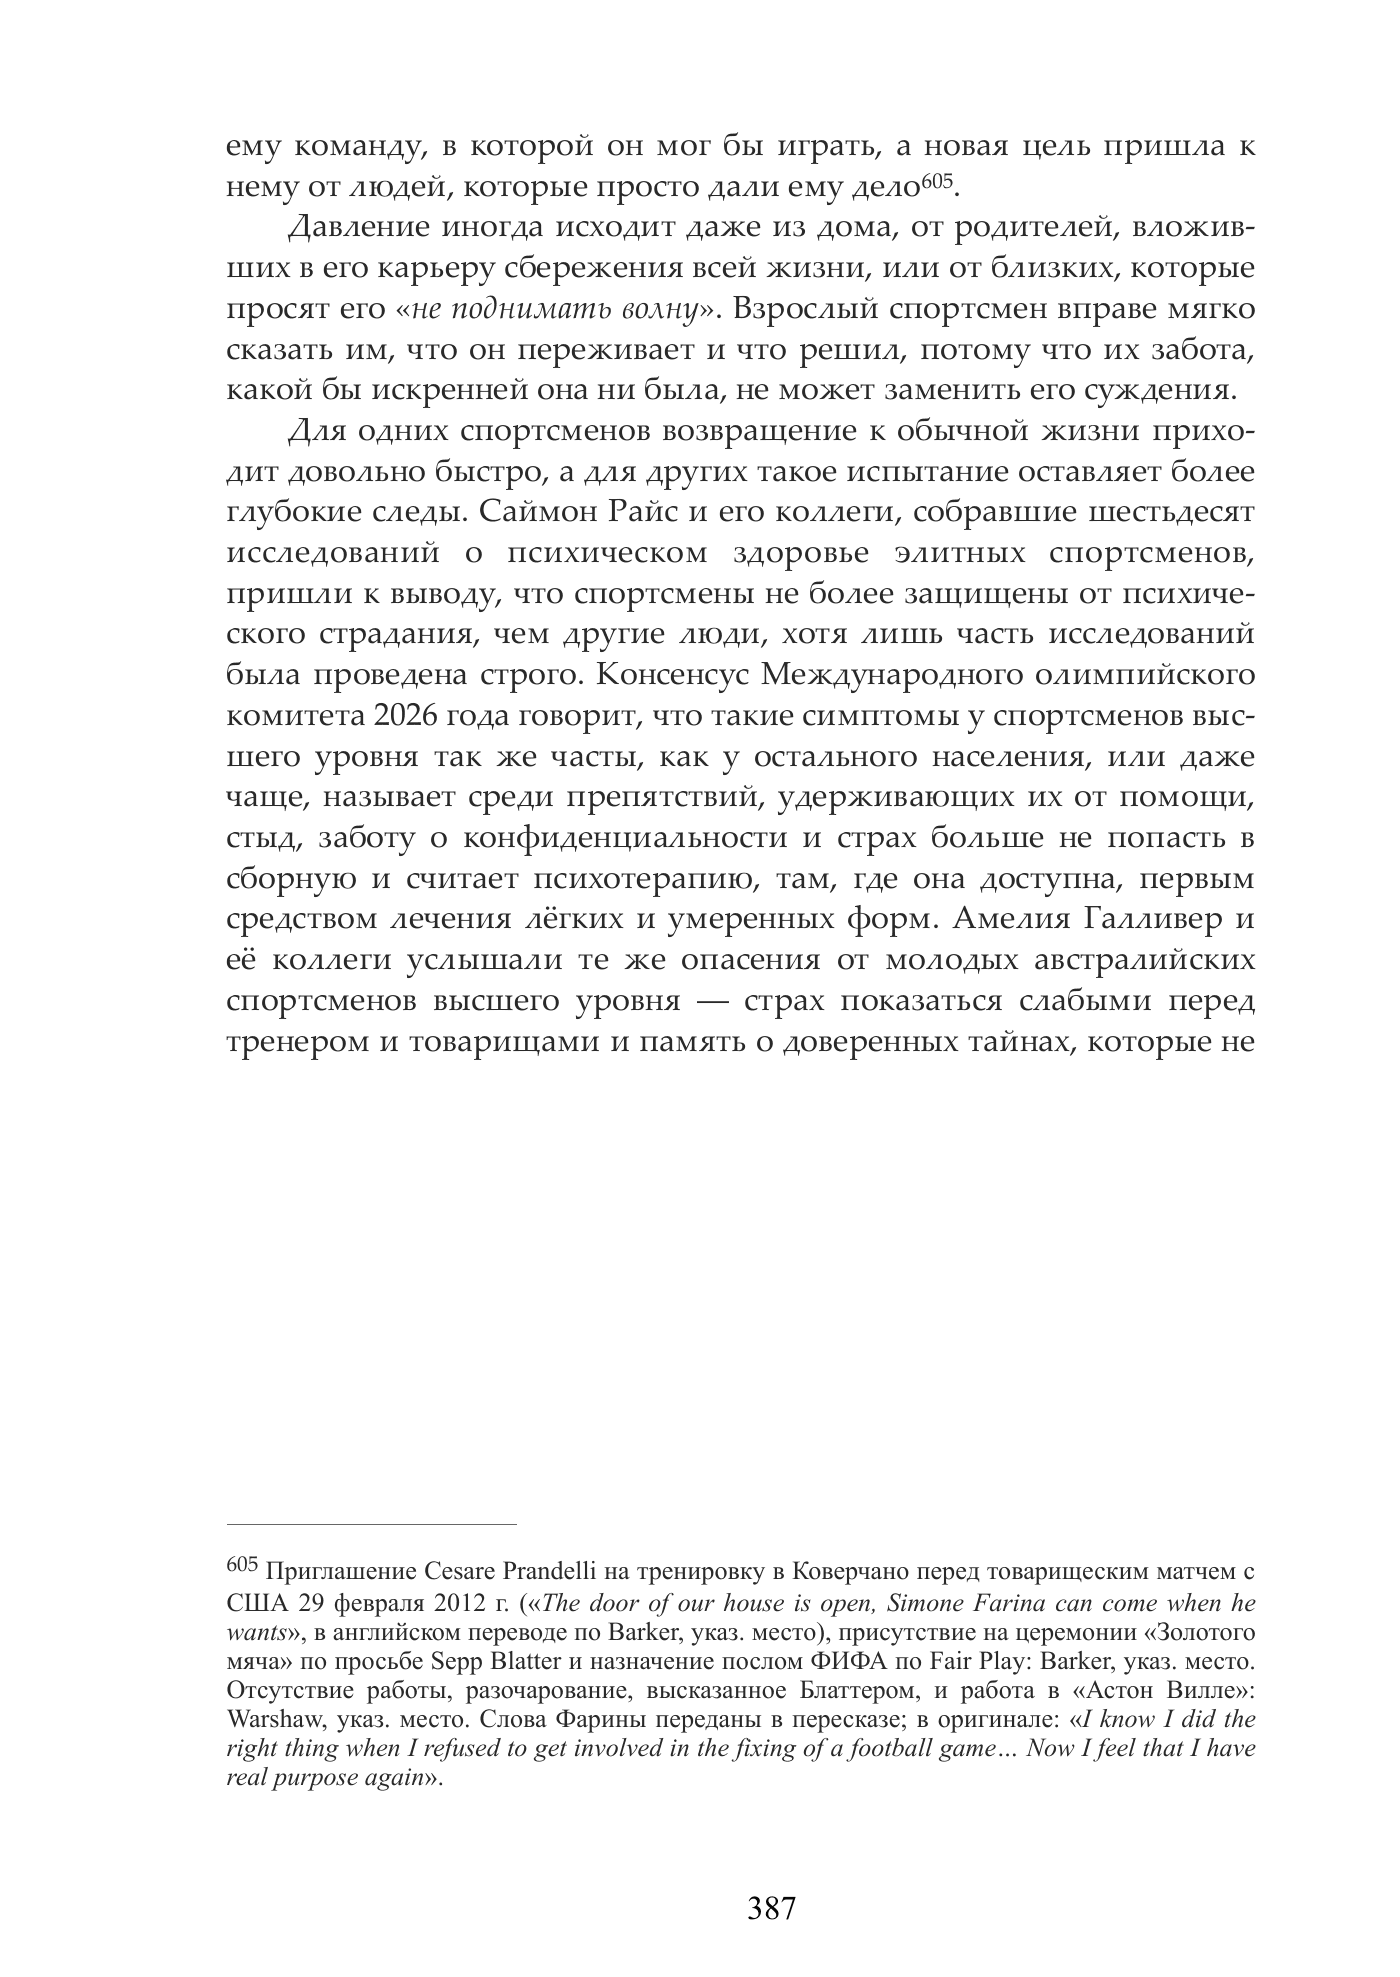 ему команду, в которой он мог бы играть, а новая цель пришла к
нему от людей, которые просто дали ему дело605.
Давление иногда исходит даже из дома, от родителей, вложив-
ших в его карьеру сбережения всей жизни, или от близких, которые
просят его «не поднимать волну». Взрослый спортсмен вправе мягко
сказать им, что он переживает и что решил, потому что их забота,
какой бы искренней она ни была, не может заменить его суждения.
Для одних спортсменов возвращение к обычной жизни прихо-
дит довольно быстро, а для других такое испытание оставляет более
глубокие следы. Саймон Райс и его коллеги, собравшие шестьдесят
исследований о психическом здоровье элитных спортсменов,
пришли к выводу, что спортсмены не более защищены от психиче-
ского страдания, чем другие люди, хотя лишь часть исследований
была проведена строго. Консенсус Международного олимпийского
комитета 2026 года говорит, что такие симптомы у спортсменов выс-
шего уровня так же часты, как у остального населения, или даже
чаще, называет среди препятствий, удерживающих их от помощи,
стыд, заботу о конфиденциальности и страх больше не попасть в
сборную и считает психотерапию, там, где она доступна, первым
средством лечения лёгких и умеренных форм. Амелия Галливер и
её коллеги услышали те же опасения от молодых австралийских
спортсменов высшего уровня — страх показаться слабыми перед
тренером и товарищами и память о доверенных тайнах, которые не
605 Приглашение Cesare Prandelli на тренировку в Коверчано перед товарищеским матчем с
США 29 февраля 2012 г. («The door of our house is open, Simone Farina can come when he
wants», в английском переводе по Barker, указ. место), присутствие на церемонии «Золотого
мяча» по просьбе Sepp Blatter и назначение послом ФИФА по Fair Play: Barker, указ. место.
Отсутствие работы, разочарование, высказанное Блаттером, и работа в «Астон Вилле»:
Warshaw, указ. место. Слова Фарины переданы в пересказе; в оригинале: «I know I did the
right thing when I refused to get involved in the fixing of a football game… Now I feel that I have
real purpose again».
387